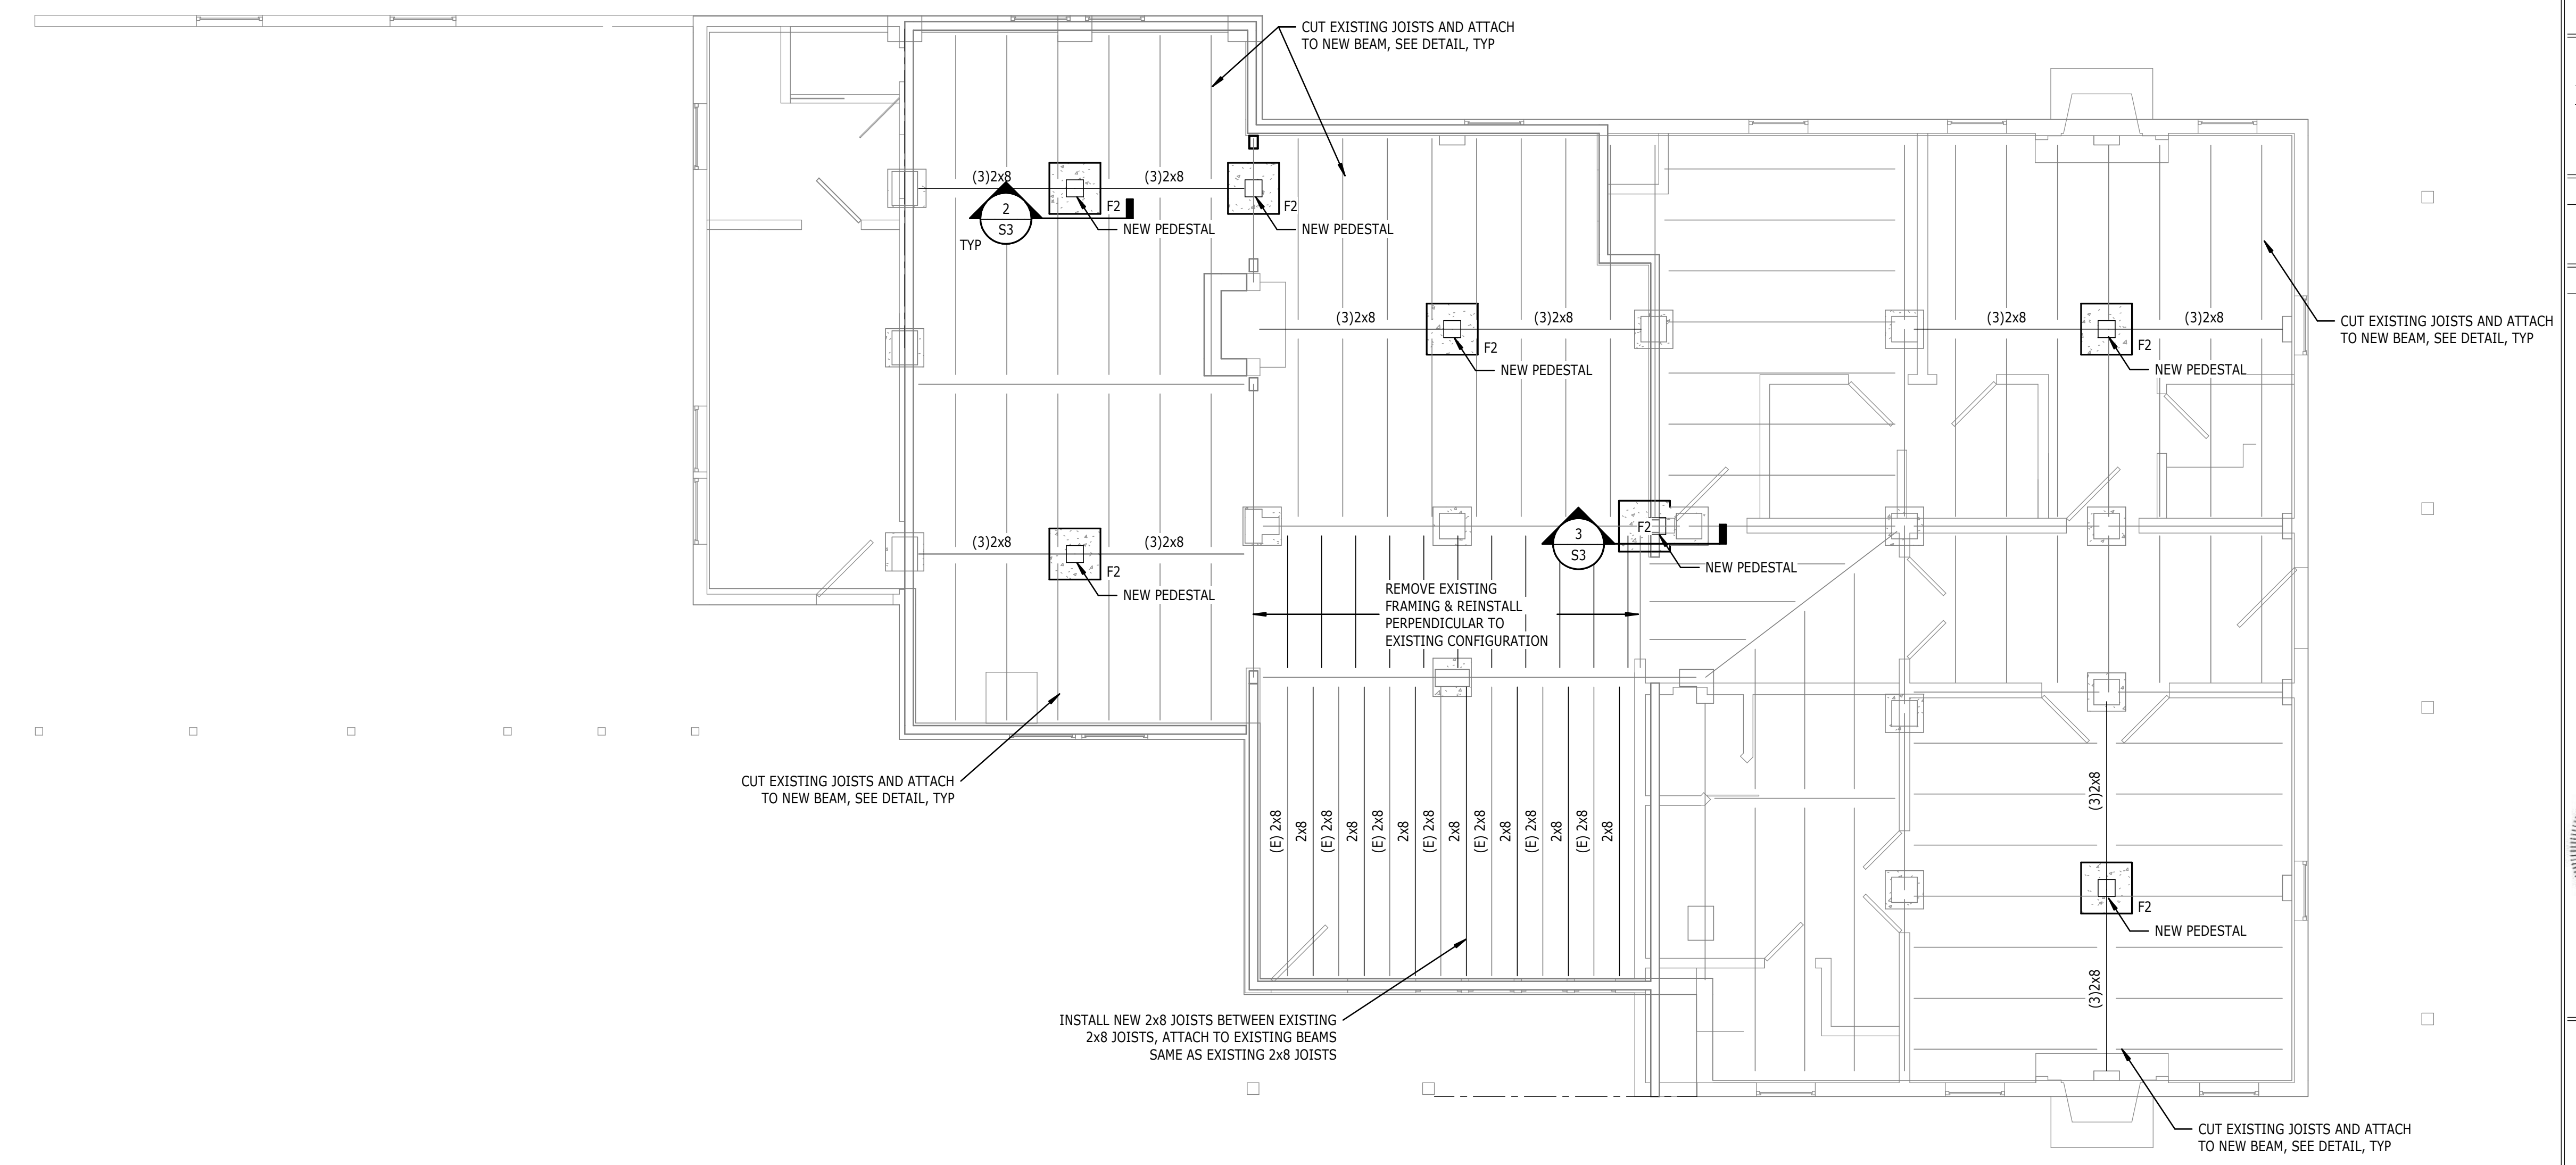 CUT EXISTING JOISTS AND ATTACH
TO NEW BEAM, SEE DETAIL, TYP
(3)2x8
(3)2x8
2
S3
TYP
F2
NEW PEDESTAL
F2
NEW PEDESTAL
(3)2x8
(3)2x8
F2
NEW PEDESTAL
(3)2x8
(3)2x8
F2
NEW PEDESTAL
CUT EXISTING JOISTS AND ATTACH
TO NEW BEAM, SEE DETAIL, TYP
(3)2x8
(3)2x8
F2
NEW PEDESTAL
3
S3
F2
NEW PEDESTAL
REMOVE EXISTING
FRAMING & REINSTALL
PERPENDICULAR TO
EXISTING CONFIGURATION
CUT EXISTING JOISTS AND ATTACH
TO NEW BEAM, SEE DETAIL, TYP
(E) 2x8
2x8
(E) 2x8
2x8
(E) 2x8
2x8
(E) 2x8
2x8
(E) 2x8
2x8
(E) 2x8
2x8
(E) 2x8
2x8
(3)2x8
F2
NEW PEDESTAL
(3)2x8
INSTALL NEW 2x8 JOISTS BETWEEN EXISTING
2x8 JOISTS, ATTACH TO EXISTING BEAMS
SAME AS EXISTING 2x8 JOISTS
CUT EXISTING JOISTS AND ATTACH
TO NEW BEAM, SEE DETAIL, TYP